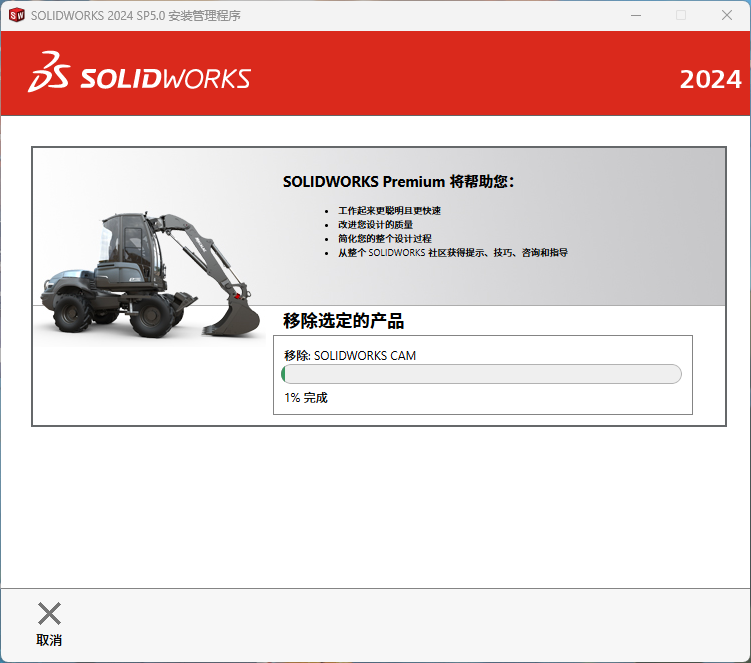 SOLIDWORKS 2024 SP5.0 安装管理程序
SOLIDWORKS
2024
SOLIDWORKS Premium 将帮助您：
• 工作起来更聪明且更快速
• 改进您设计的质量
• 简化您的整个设计过程
• 从整个 SOLIDWORKS 社区获得提示、技巧、咨询和指导
移除选定的产品
移除: SOLIDWORKS CAM
1% 完成
取消